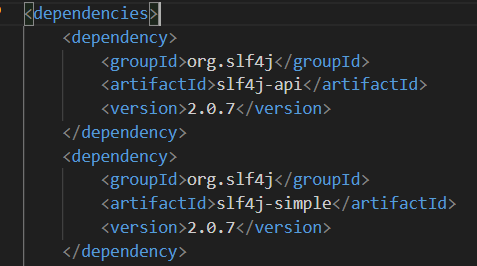 <dependencies>
<dependency>
<groupId>org.slf4j</groupId>
<artifactId>slf4j-api</artifactId>
<version>2.0.7</version>
</dependency>
<dependency>
<groupId>org.slf4j</groupId>
<artifactId>slf4j-simple</artifactId>
<version>2.0.7</version>
</dependency>